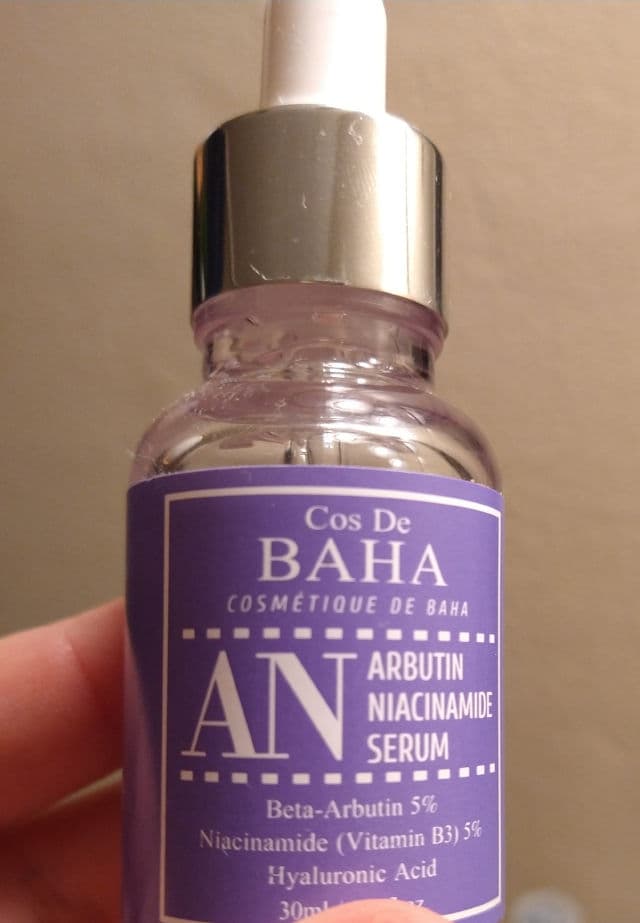 Cos De
BAHA
COSMÉTIQUE DE BAHA
AN
ARBUTIN
NIACINAMIDE
SERUM
Beta-Arbutin 5%
Niacinamide (Vitamin B3) 5%
Hyaluronic Acid
30ml